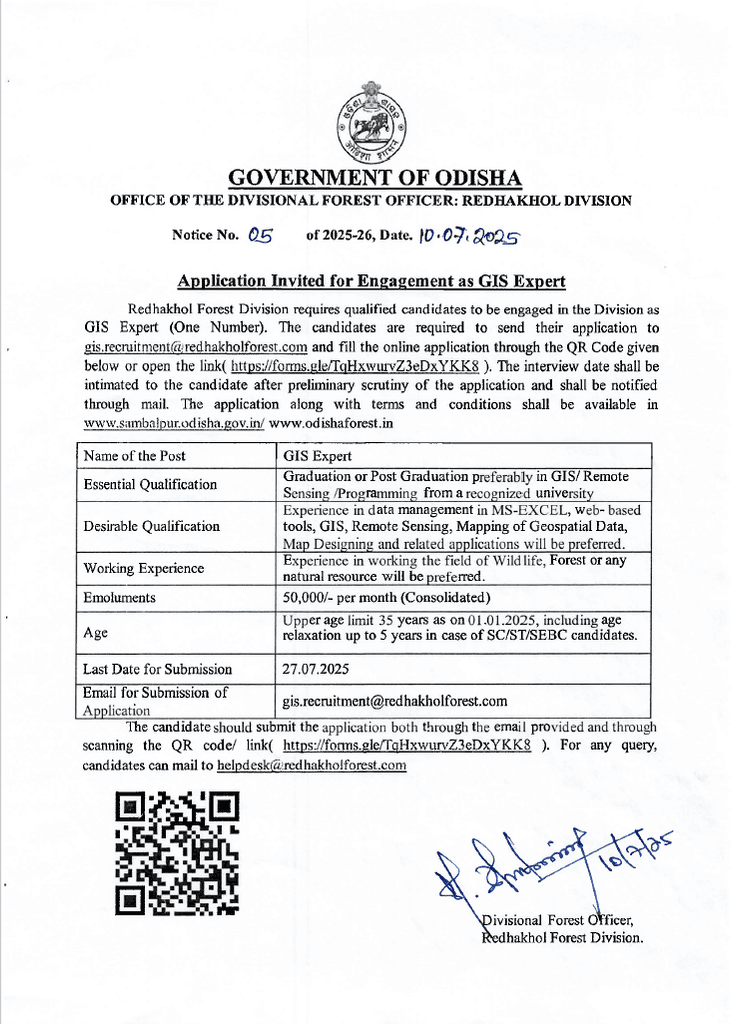 GOVERNMENT OF ODISHA
OFFICE OF THE DIVISIONAL FOREST OFFICER: REDHAKHOL DIVISION
Notice No. 05 of 2025-26, Date. 10.07.2025
Application Invited for Engagement as GIS Expert
Redhakhol Forest Division requires qualified candidates to be engaged in the Division as
GIS Expert (One Number). The candidates are required to send their application to
gis.recruitment@redhakholforest.com and fill the online application through the QR Code given
below or open the link( https://forms.gle/TqHxwurvZ3eDxYKK8 ). The interview date shall be
intimated to the candidate after preliminary scrutiny of the application and shall be notified
through mail. The application along with terms and conditions shall be available in
www.sambalpur.odisha.gov.in/ www.odishaforest.in
Name of the Post GIS Expert
Essential Qualification Graduation or Post Graduation preferably in GIS/ Remote
Sensing /Programming from a recognized university
Desirable Qualification Experience in data management in MS-EXCEL, web- based
tools, GIS, Remote Sensing, Mapping of Geospatial Data,
Map Designing and related applications will be preferred.
Working Experience Experience in working the field of Wildlife, Forest or any
natural resource will be preferred.
Emoluments 50,000/- per month (Consolidated)
Age Upper age limit 35 years as on 01.01.2025, including age
relaxation up to 5 years in case of SC/ST/SEBC candidates.
Last Date for Submission 27.07.2025
Email for Submission of
Application gis.recruitment@redhakholforest.com
The candidate should submit the application both through the email provided and through
scanning the QR code/ link( https://forms.gle/TqHxwurvZ3eDxYKK8 ). For any query,
candidates can mail to helpdesk@redhakholforest.com
10/7/25
Divisional Forest Officer,
Redhakhol Forest Division.